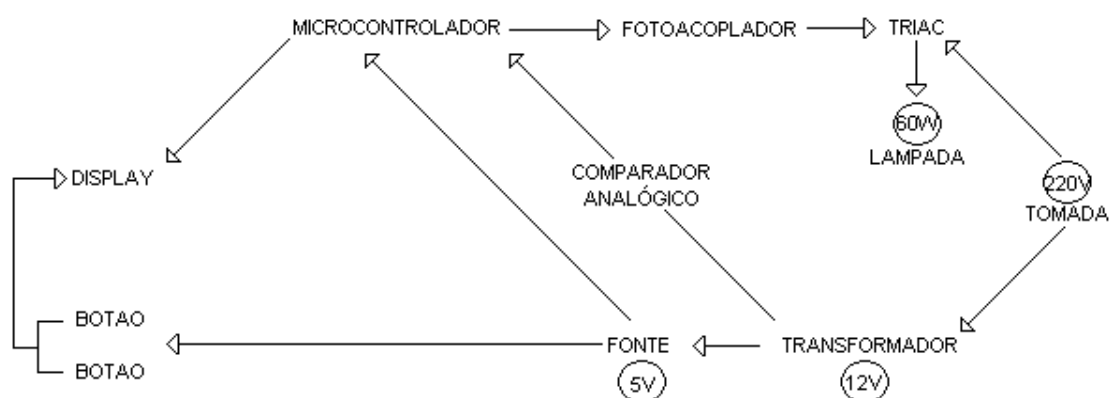 MICROCONTROLADOR
FOTOACOPLADOR
TRIAC
60W
LAMPADA
DISPLAY
COMPARADOR
ANALÓGICO
220V
TOMADA
BOTAO
BOTAO
FONTE
5V
TRANSFORMADOR
12V